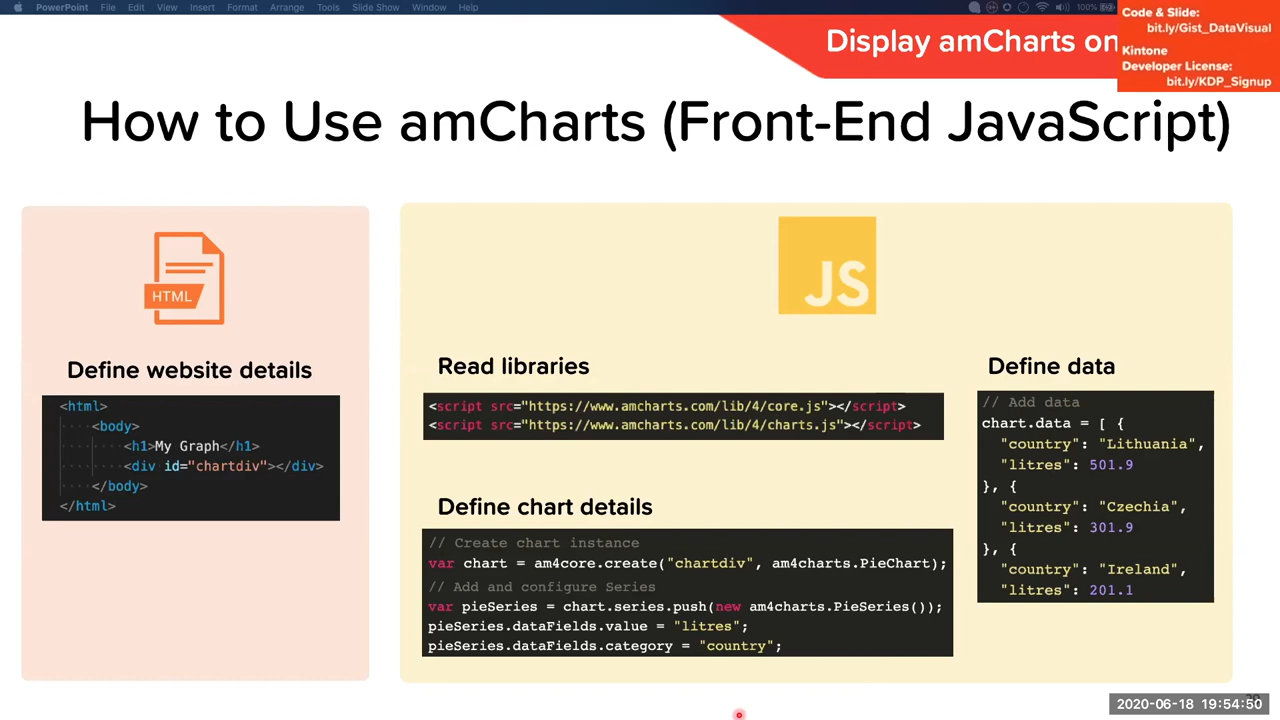 PowerPoint File Edit View Insert Format Arrange Tools Slide Show Window Help
100%
Display amCharts on
Code & Slide:
bit.ly/Gist_DataVisual
Kintone
Developer License:
bit.ly/KDP_Signup
How to Use amCharts (Front-End JavaScript)
HTML
Define website details
<html>
<body>
<h1>My Graph</h1>
<div id="chartdiv"></div>
</body>
</html>
JS
Read libraries
<script src="https://www.amcharts.com/lib/4/core.js"></script>
<script src="https://www.amcharts.com/lib/4/charts.js"></script>
Define chart details
// Create chart instance
var chart = am4core.create("chartdiv", am4charts.PieChart);
// Add and configure Series
var pieSeries = chart.series.push(new am4charts.PieSeries());
pieSeries.dataFields.value = "litres";
pieSeries.dataFields.category = "country";
Define data
// Add data
chart.data = [ {
"country": "Lithuania",
"litres": 501.9
}, {
"country": "Czechia",
"litres": 301.9
}, {
"country": "Ireland",
"litres": 201.1
2020-06-18 19:54:50